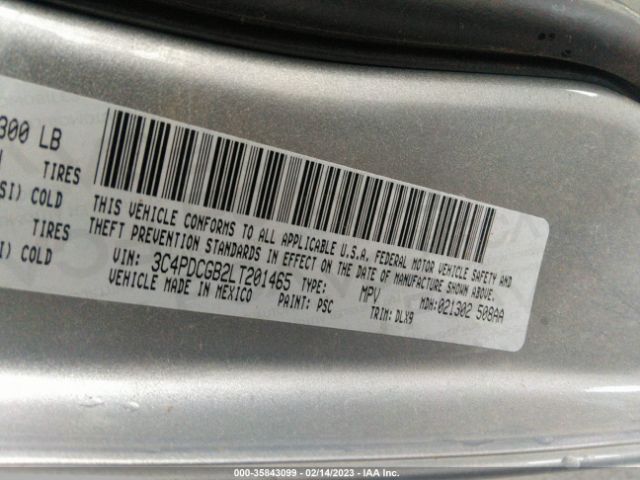 300 LB
TIRES
SI) COLD
TIRES
SI) COLD
THIS VEHICLE CONFORMS TO ALL APPLICABLE U.S.A. FEDERAL MOTOR VEHICLE SAFETY AND
THEFT PREVENTION STANDARDS IN EFFECT ON THE DATE OF MANUFACTURE SHOWN ABOVE.
VIN: 3C4PDCGB2LT201465 TYPE: MPV MDH: 021302 508AA
VEHICLE MADE IN MEXICO PAINT: PSC TRIM: DLX9
000-35843099 — 02/14/2023 — IAA Inc.